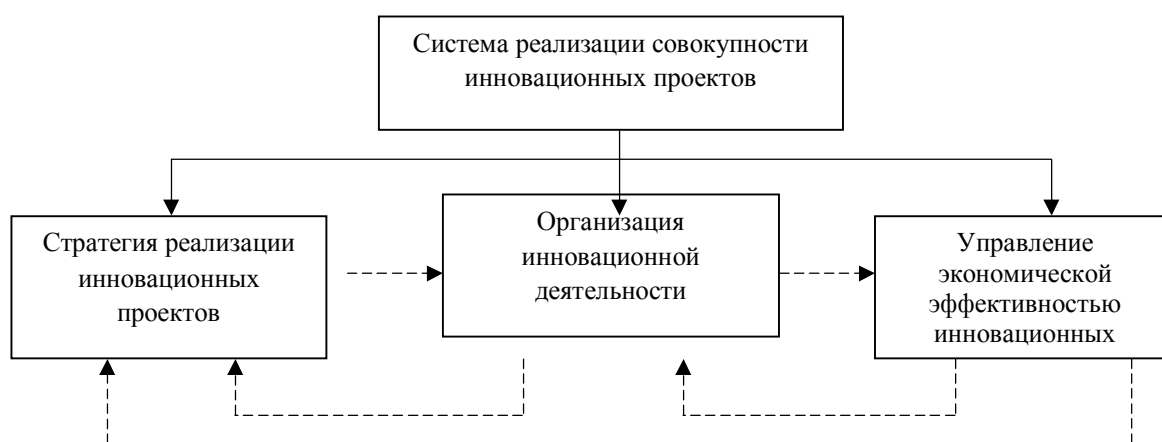 Система реализации совокупности
инновационных проектов
Стратегия реализации
инновационных
проектов
Организация
инновационной
деятельности
Управление
экономической
эффективностью
инновационных